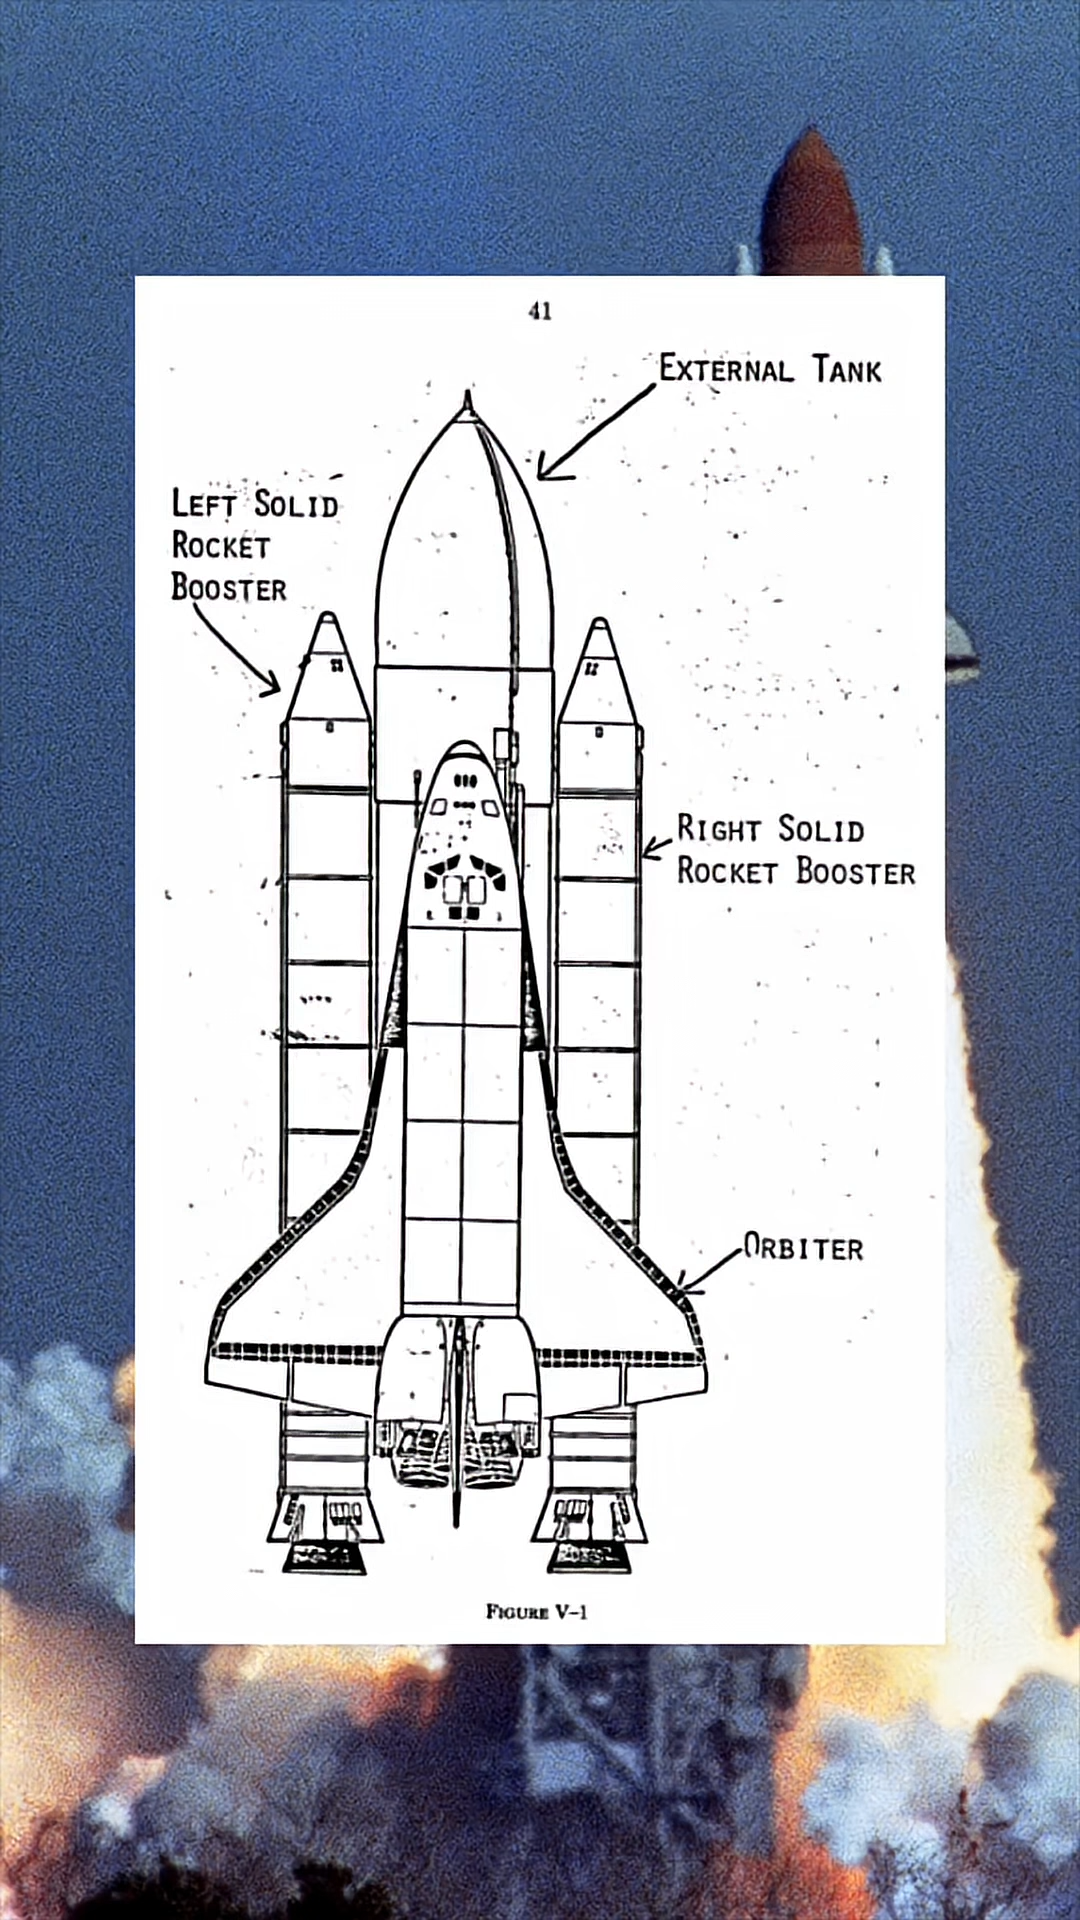 41
EXTERNAL TANK
LEFT SOLID
ROCKET
BOOSTER
RIGHT SOLID
ROCKET BOOSTER
ORBITER
FIGURE V-1